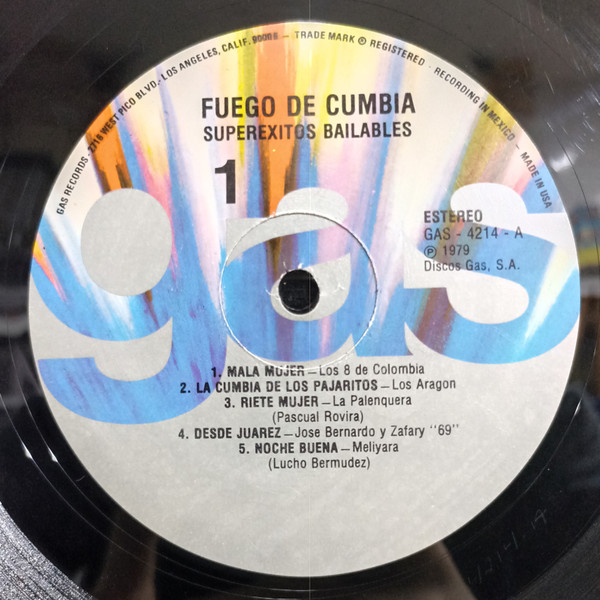 GAS RECORDS - 2716 WEST PICO BLVD. - LOS ANGELES, CALIF. 90006 — TRADE MARK ® REGISTERED - RECORDING IN MEXICO — MADE IN USA
FUEGO DE CUMBIA
SUPEREXITOS BAILABLES
1
gas
ESTEREO
GAS - 4214 - A
℗ 1979
Discos Gas, S.A.
1. MALA MUJER — Los 8 de Colombia
2. LA CUMBIA DE LOS PAJARITOS — Los Aragon
3. RIETE MUJER — La Palenquera
(Pascual Rovira)
4. DESDE JUAREZ — Jose Bernardo y Zafary "69"
5. NOCHE BUENA — Meliyara
(Lucho Bermudez)